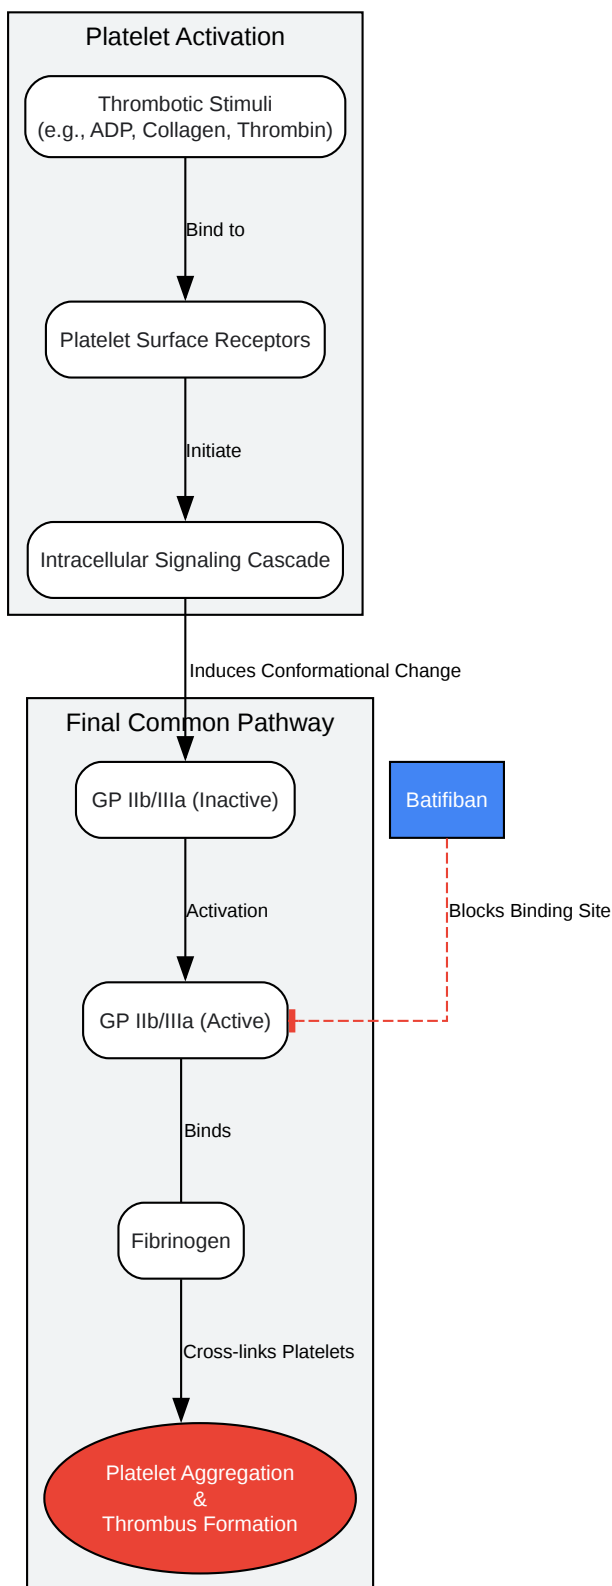 Platelet Activation
Thrombotic Stimuli
(e.g., ADP, Collagen, Thrombin)
Bind to
Platelet Surface Receptors
Initiate
Intracellular Signaling Cascade
Induces Conformational Change
Final Common Pathway
GP IIb/IIIa (Inactive)
Batifiban
Activation
Blocks Binding Site
GP IIb/IIIa (Active)
Binds
Fibrinogen
Cross-links Platelets
Platelet Aggregation
&
Thrombus Formation